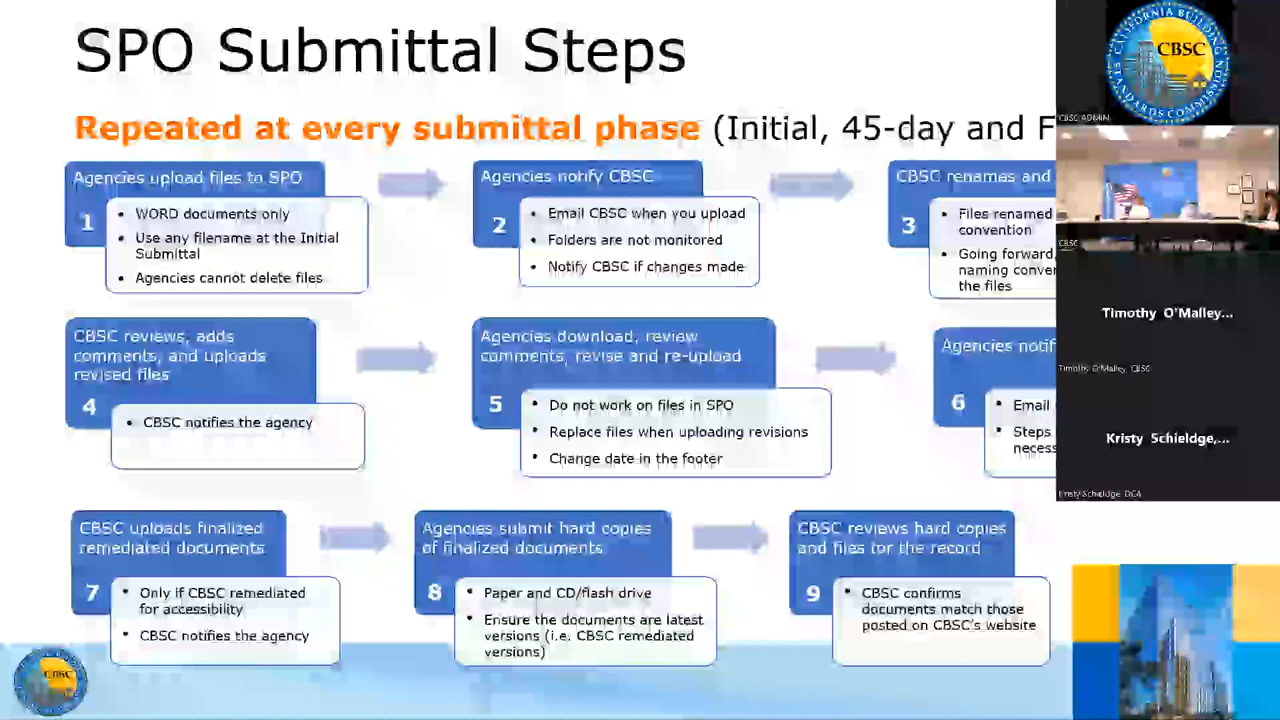 SPO Submittal Steps
Repeated at every submittal phase (Initial, 45-day and F
Agencies upload files to SPO
1
• WORD documents only
• Use any filename at the Initial
Submittal
• Agencies cannot delete files
Agencies notify CBSC
2
• Email CBSC when you upload
• Folders are not monitored
• Notify CBSC if changes made
CBSC renames and
3
• Files renamed
convention
• Going forward,
naming conver
the files
CBSC reviews, adds
comments, and uploads
revised files
4
• CBSC notifies the agency
Agencies download, review
comments, revise and re-upload
5
• Do not work on files in SPO
• Replace files when uploading revisions
• Change date in the footer
Agencies notif
6
• Email
• Steps
necess
CBSC uploads finalized
remediated documents
7
• Only if CBSC remediated
for accessibility
• CBSC notifies the agency
Agencies submit hard copies
of finalized documents
8
• Paper and CD/flash drive
• Ensure the documents are latest
versions (i.e. CBSC remediated
versions)
CBSC reviews hard copies
and files for the record
9
• CBSC confirms
documents match those
posted on CBSC's website
CBSC
CALIFORNIA BUILDING
STANDARDS COMMISSION
CBSC
CBSC ADMIN
CBSC
Timothy O'Malley...
Timothy O'Malley, CBSC
Kristy Schieldge,...
Kristy Schieldge, DCA